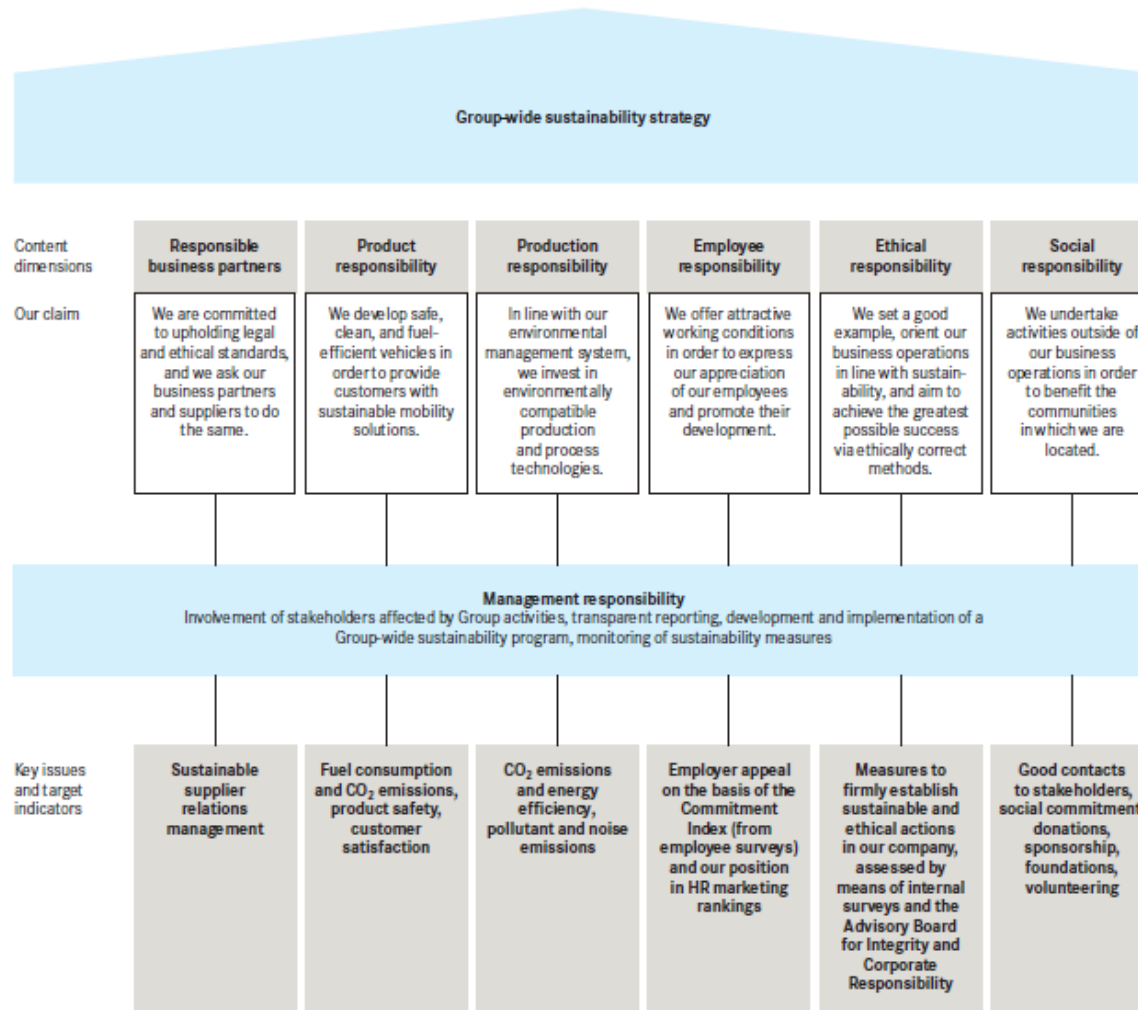 Group-wide sustainability strategy
Content
dimensions
Responsible
business partners
Product
responsibility
Production
responsibility
Employee
responsibility
Ethical
responsibility
Social
responsibility
Our claim
We are committed
to upholding legal
and ethical standards,
and we ask our
business partners
and suppliers to do
the same.
We develop safe,
clean, and fuel-
efficient vehicles in
order to provide
customers with
sustainable mobility
solutions.
In line with our
environmental
management system,
we invest in
environmentally
compatible
production
and process
technologies.
We offer attractive
working conditions
in order to express
our appreciation
of our employees
and promote their
development.
We set a good
example, orient our
business operations
in line with sustain-
ability, and aim to
achieve the greatest
possible success
via ethically correct
methods.
We undertake
activities outside of
our business
operations in order
to benefit the
communities
in which we are
located.
Management responsibility
Involvement of stakeholders affected by Group activities, transparent reporting, development and implementation of a
Group-wide sustainability program, monitoring of sustainability measures
Key issues
and target
indicators
Sustainable
supplier
relations
management
Fuel consumption
and CO₂ emissions,
product safety,
customer
satisfaction
CO₂ emissions
and energy
efficiency,
pollutant and noise
emissions
Employer appeal
on the basis of the
Commitment
Index (from
employee surveys)
and our position
in HR marketing
rankings
Measures to
firmly establish
sustainable and
ethical actions
in our company,
assessed by
means of internal
surveys and the
Advisory Board
for Integrity and
Corporate
Responsibility
Good contacts
to stakeholders,
social commitment,
donations,
sponsorship,
foundations,
volunteering